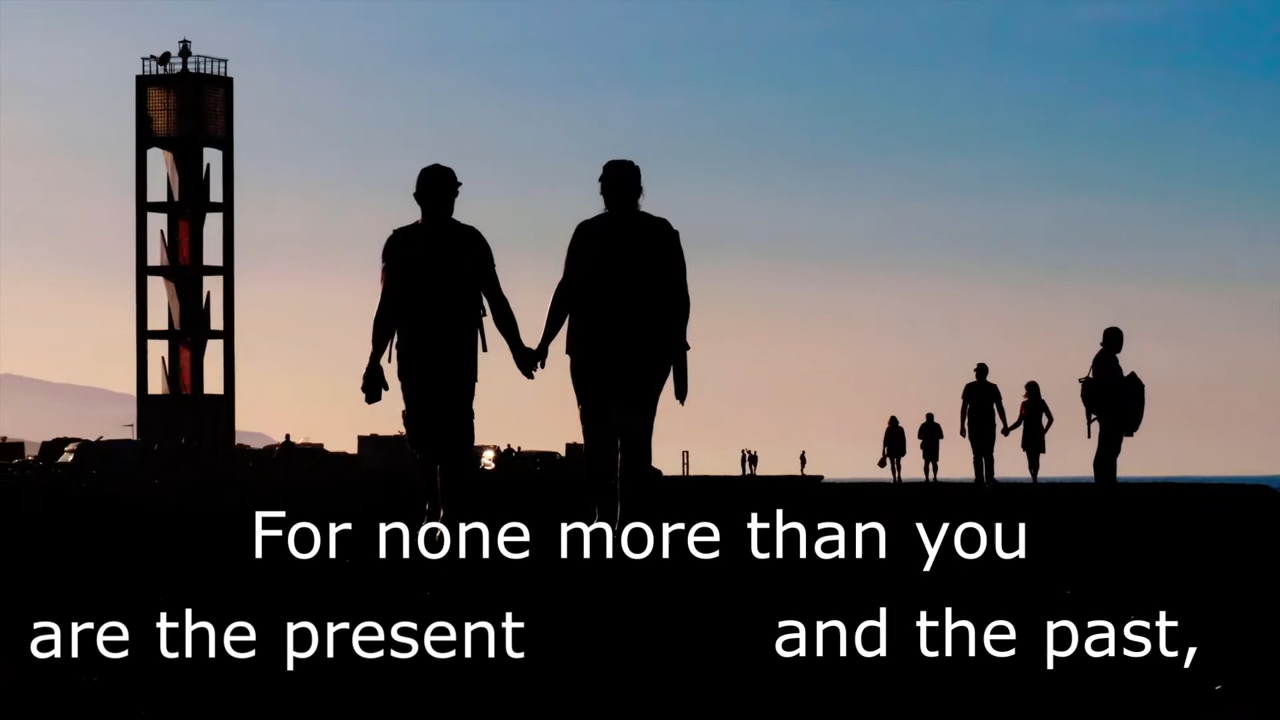 For none more than you
are the present and the past,